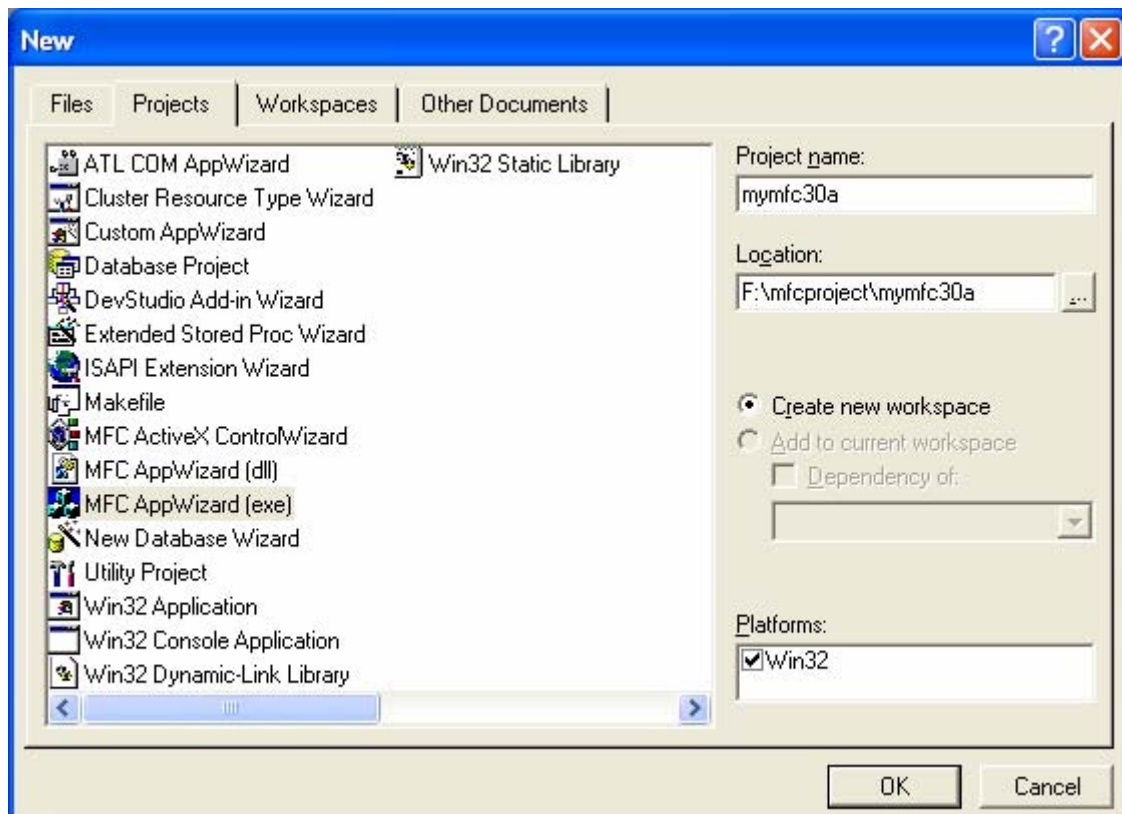 New
Files Projects Workspaces Other Documents
ATL COM AppWizard
Cluster Resource Type Wizard
Custom AppWizard
Database Project
DevStudio Add-in Wizard
Extended Stored Proc Wizard
ISAPI Extension Wizard
Makefile
MFC ActiveX ControlWizard
MFC AppWizard (dll)
MFC AppWizard (exe)
New Database Wizard
Utility Project
Win32 Application
Win32 Console Application
Win32 Dynamic-Link Library
Win32 Static Library
Project name:
mymfc30a
Location:
F:\mfcproject\mymfc30a
...
Create new workspace
Add to current workspace
Dependency of:
Platforms:
Win32
OK Cancel